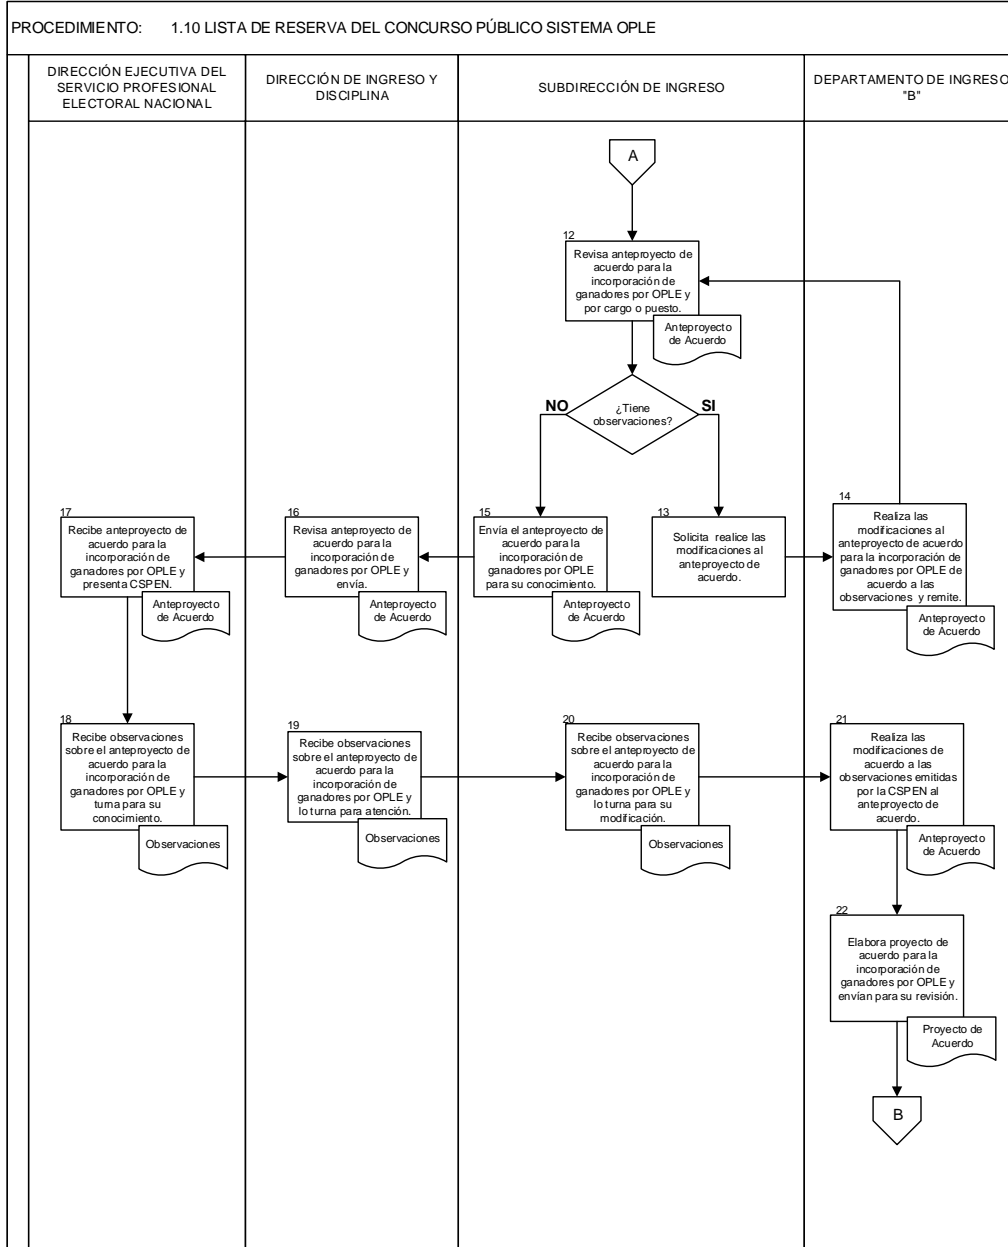 PROCEDIMIENTO: 1.10 LISTA DE RESERVA DEL CONCURSO PÚBLICO SISTEMA OPLE
DIRECCIÓN EJECUTIVA DEL
SERVICIO PROFESIONAL
ELECTORAL NACIONAL
DIRECCIÓN DE INGRESO Y
DISCIPLINA
SUBDIRECCIÓN DE INGRESO
DEPARTAMENTO DE INGRESO
"B"
A
12
Revisa anteproyecto de
acuerdo para la
incorporación de
ganadores por OPLE y
por cargo o puesto.
Anteproyecto
de Acuerdo
¿Tiene
observaciones?
NO
SI
17
Recibe anteproyecto de
acuerdo para la
incorporación de
ganadores por OPLE y
presenta CSPEN.
Anteproyecto
de Acuerdo
16
Revisa anteproyecto de
acuerdo para la
incorporación de
ganadores por OPLE y
envía.
Anteproyecto
de Acuerdo
15
Envía el anteproyecto de
acuerdo para la
incorporación de
ganadores por OPLE
para su conocimiento.
Anteproyecto
de Acuerdo
13
Solicita realice las
modificaciones al
anteproyecto de
acuerdo.
14
Realiza las
modificaciones al
anteproyecto de acuerdo
para la incorporación de
ganadores por OPLE de
acuerdo a las
observaciones y remite.
Anteproyecto
de Acuerdo
18
Recibe observaciones
sobre el anteproyecto de
acuerdo para la
incorporación de
ganadores por OPLE y
turna para su
conocimiento.
Observaciones
19
Recibe observaciones
sobre el anteproyecto de
acuerdo para la
incorporación de
ganadores por OPLE y
lo turna para atención.
Observaciones
20
Recibe observaciones
sobre el anteproyecto de
acuerdo para la
incorporación de
ganadores por OPLE y
lo turna para su
modificación.
Observaciones
21
Realiza las
modificaciones de
acuerdo a las
observaciones emitidas
por la CSPEN al
anteproyecto de
acuerdo.
Anteproyecto
de Acuerdo
22
Elabora proyecto de
acuerdo para la
incorporación de
ganadores por OPLE y
envían para su revisión.
Proyecto de
Acuerdo
B